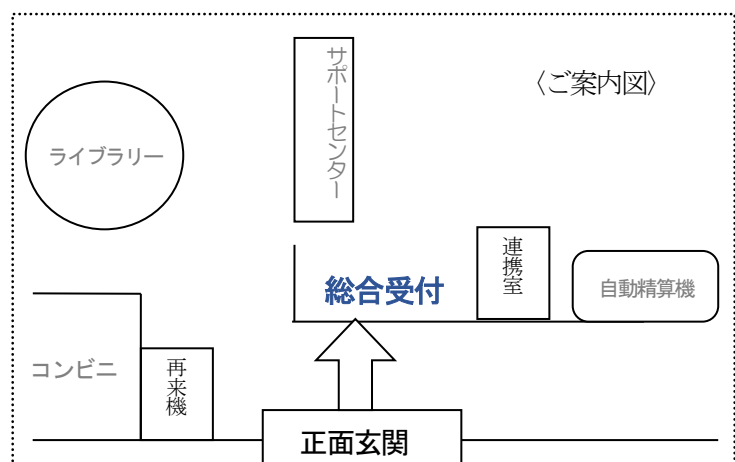 〈ご案内図〉
サポートセンター
ライブラリー
連携室
総合受付
自動精算機
コンビニ
再来機
正面玄関